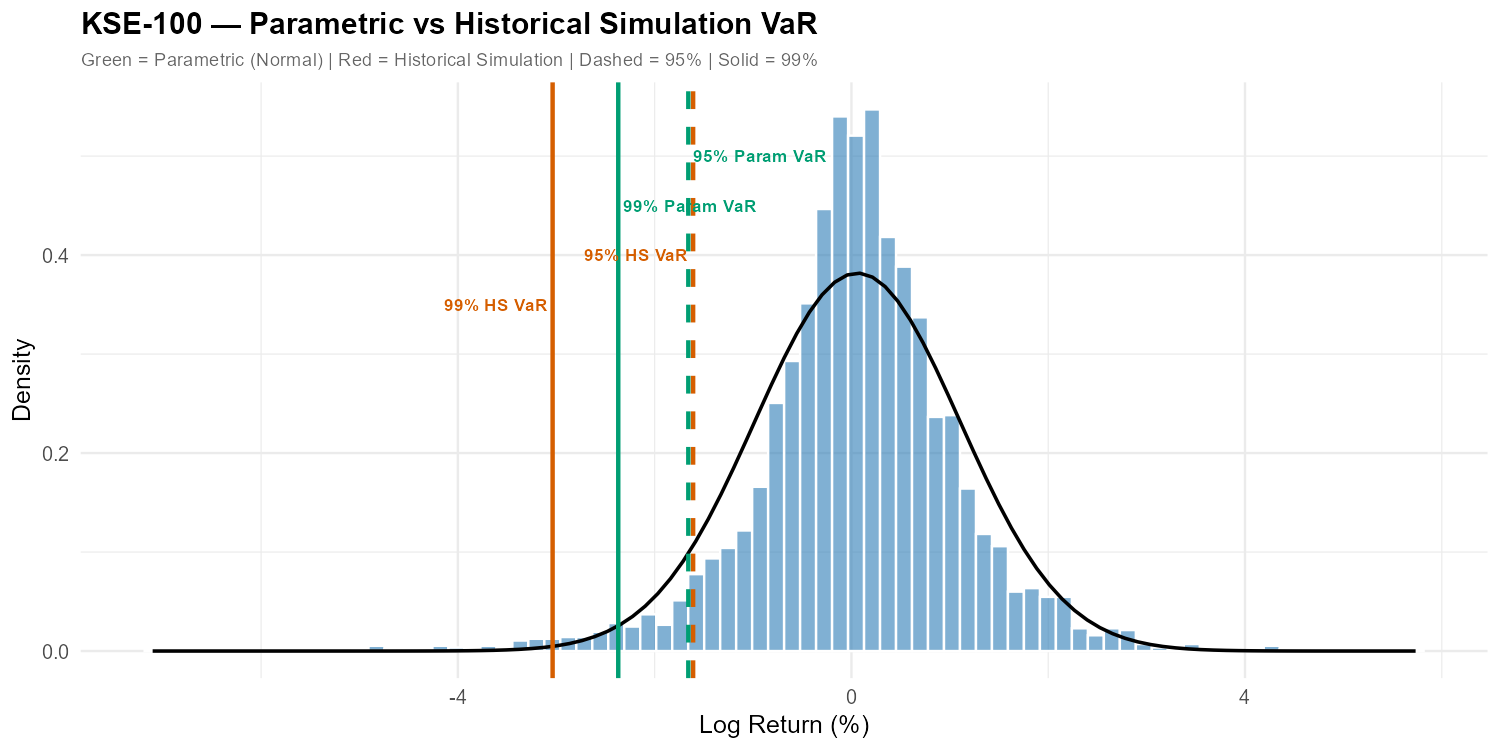 KSE-100 — Parametric vs Historical Simulation VaR
Green = Parametric (Normal) | Red = Historical Simulation | Dashed = 95% | Solid = 99%
95% Param VaR
99% Param VaR
95% HS VaR
99% HS VaR
0.4
0.2
0.0
Density
-4
0
4
Log Return (%)